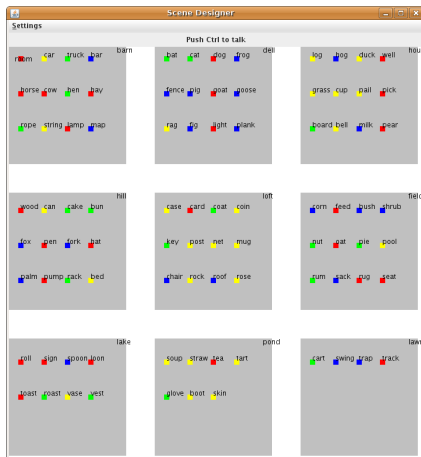 Scene Designer
Settings
Push Ctrl to talk
barn dell hou
room car truck bar bat cat dog frog log hog duck well
horse cow hen hay fence pig goat goose grass cup pail pick
rope string lamp map rag fig light plank board bell milk pear
hill loft field
wood can cake bun case card coat coin corn feed bush shrub
fox pen fork hat key post net mug nut oat pie pool
palm pump rack bed chair rock roof rose rum sack rug seat
lake pond lawn
roll sign spoon loon soup straw tea tart cart swing trap track
toast roast vase vest glove boot skin